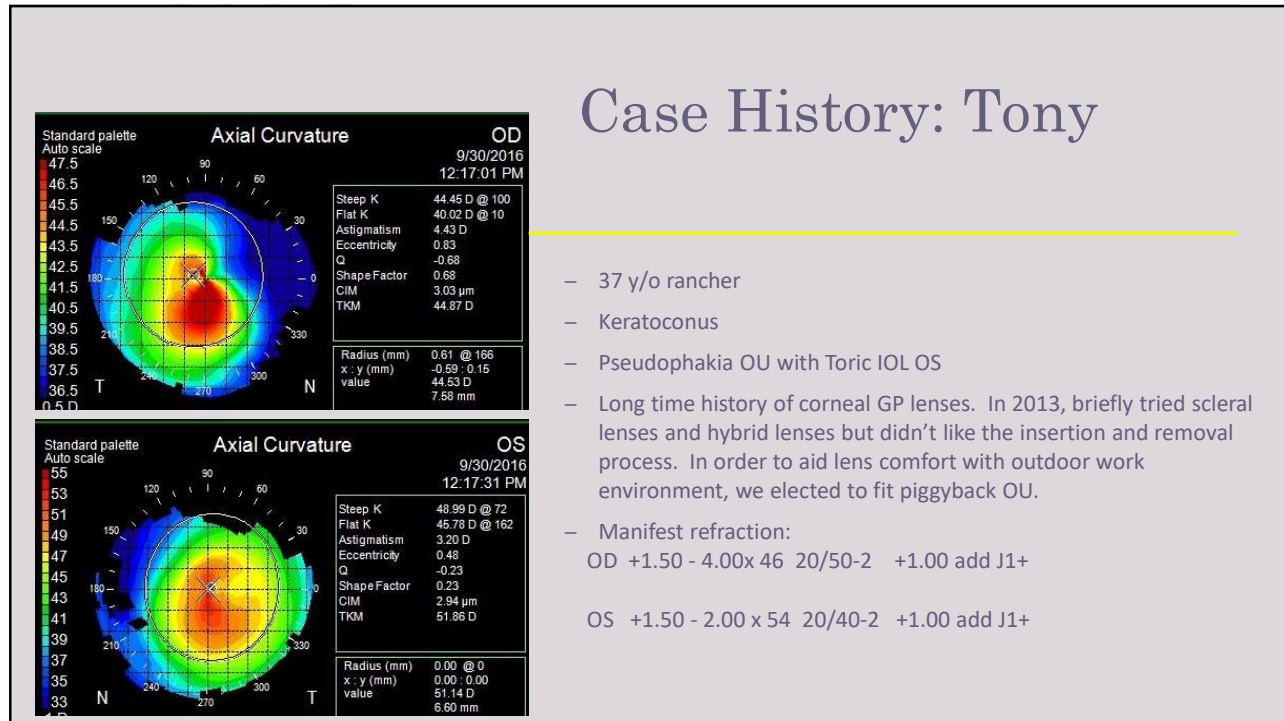 Case History: Tony
Standard palette
Auto scale
Axial Curvature
OD
9/30/2016
12:17:01 PM
47.5
46.5
45.5
44.5
43.5
42.5
41.5
40.5
39.5
38.5
37.5
36.5
0.5 D
90
120
60
150
30
180
0
210
330
240
300
270
T
N
Steep K 44.45 D @ 100
Flat K 40.02 D @ 10
Astigmatism 4.43 D
Eccentricity 0.83
Q -0.68
Shape Factor 0.68
CIM 3.03 µm
TKM 44.87 D
Radius (mm) 0.61 @ 166
x : y (mm) -0.59 : 0.15
value 44.53 D
7.58 mm
Standard palette
Auto scale
Axial Curvature
OS
9/30/2016
12:17:31 PM
55
53
51
49
47
45
43
41
39
37
35
33
90
120
60
150
30
180
0
210
330
240
300
270
N
T
Steep K 48.99 D @ 72
Flat K 45.78 D @ 162
Astigmatism 3.20 D
Eccentricity 0.48
Q -0.23
Shape Factor 0.23
CIM 2.94 µm
TKM 51.86 D
Radius (mm) 0.00 @ 0
x : y (mm) 0.00 : 0.00
value 51.14 D
6.60 mm
– 37 y/o rancher
– Keratoconus
– Pseudophakia OU with Toric IOL OS
– Long time history of corneal GP lenses. In 2013, briefly tried scleral
lenses and hybrid lenses but didn't like the insertion and removal
process. In order to aid lens comfort with outdoor work
environment, we elected to fit piggyback OU.
– Manifest refraction:
OD +1.50 - 4.00x 46 20/50-2 +1.00 add J1+
OS +1.50 - 2.00 x 54 20/40-2 +1.00 add J1+